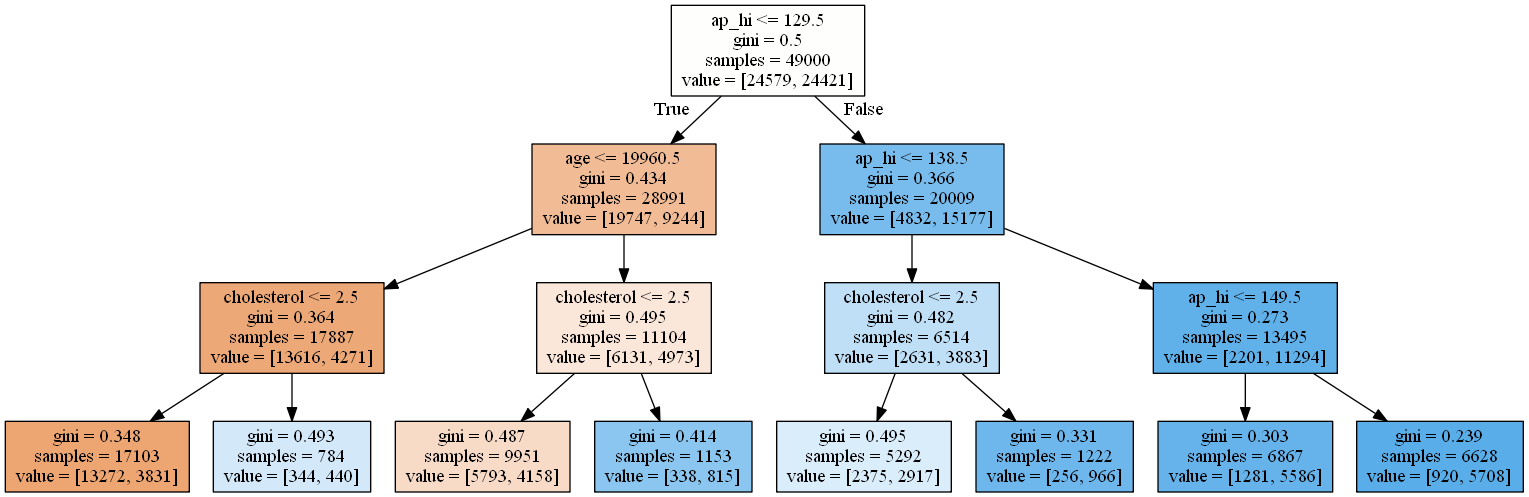 ap_hi <= 129.5
gini = 0.5
samples = 49000
value = [24579, 24421]
True
False
age <= 19960.5
gini = 0.434
samples = 28991
value = [19747, 9244]
ap_hi <= 138.5
gini = 0.366
samples = 20009
value = [4832, 15177]
cholesterol <= 2.5
gini = 0.364
samples = 17887
value = [13616, 4271]
cholesterol <= 2.5
gini = 0.495
samples = 11104
value = [6131, 4973]
cholesterol <= 2.5
gini = 0.482
samples = 6514
value = [2631, 3883]
ap_hi <= 149.5
gini = 0.273
samples = 13495
value = [2201, 11294]
gini = 0.348
samples = 17103
value = [13272, 3831]
gini = 0.493
samples = 784
value = [344, 440]
gini = 0.487
samples = 9951
value = [5793, 4158]
gini = 0.414
samples = 1153
value = [338, 815]
gini = 0.495
samples = 5292
value = [2375, 2917]
gini = 0.331
samples = 1222
value = [256, 966]
gini = 0.303
samples = 6867
value = [1281, 5586]
gini = 0.239
samples = 6628
value = [920, 5708]